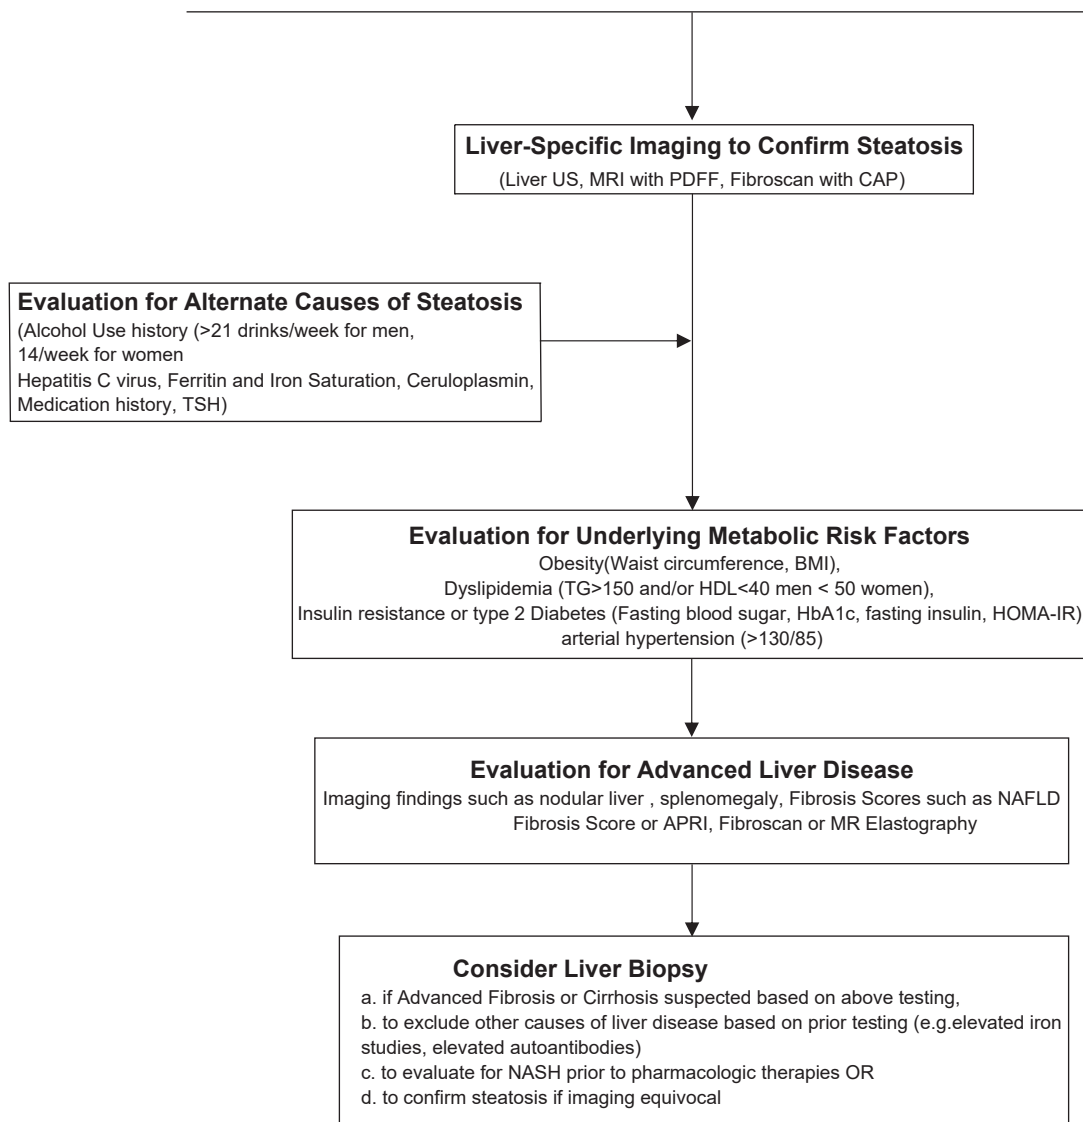 Liver-Specific Imaging to Confirm Steatosis
(Liver US, MRI with PDFF, Fibroscan with CAP)
Evaluation for Alternate Causes of Steatosis
(Alcohol Use history (>21 drinks/week for men,
14/week for women
Hepatitis C virus, Ferritin and Iron Saturation, Ceruloplasmin,
Medication history, TSH)
Evaluation for Underlying Metabolic Risk Factors
Obesity(Waist circumference, BMI),
Dyslipidemia (TG>150 and/or HDL<40 men < 50 women),
Insulin resistance or type 2 Diabetes (Fasting blood sugar, HbA1c, fasting insulin, HOMA-IR)
arterial hypertension (>130/85)
Evaluation for Advanced Liver Disease
Imaging findings such as nodular liver , splenomegaly, Fibrosis Scores such as NAFLD
Fibrosis Score or APRI, Fibroscan or MR Elastography
Consider Liver Biopsy
a. if Advanced Fibrosis or Cirrhosis suspected based on above testing,
b. to exclude other causes of liver disease based on prior testing (e.g.elevated iron
studies, elevated autoantibodies)
c. to evaluate for NASH prior to pharmacologic therapies OR
d. to confirm steatosis if imaging equivocal